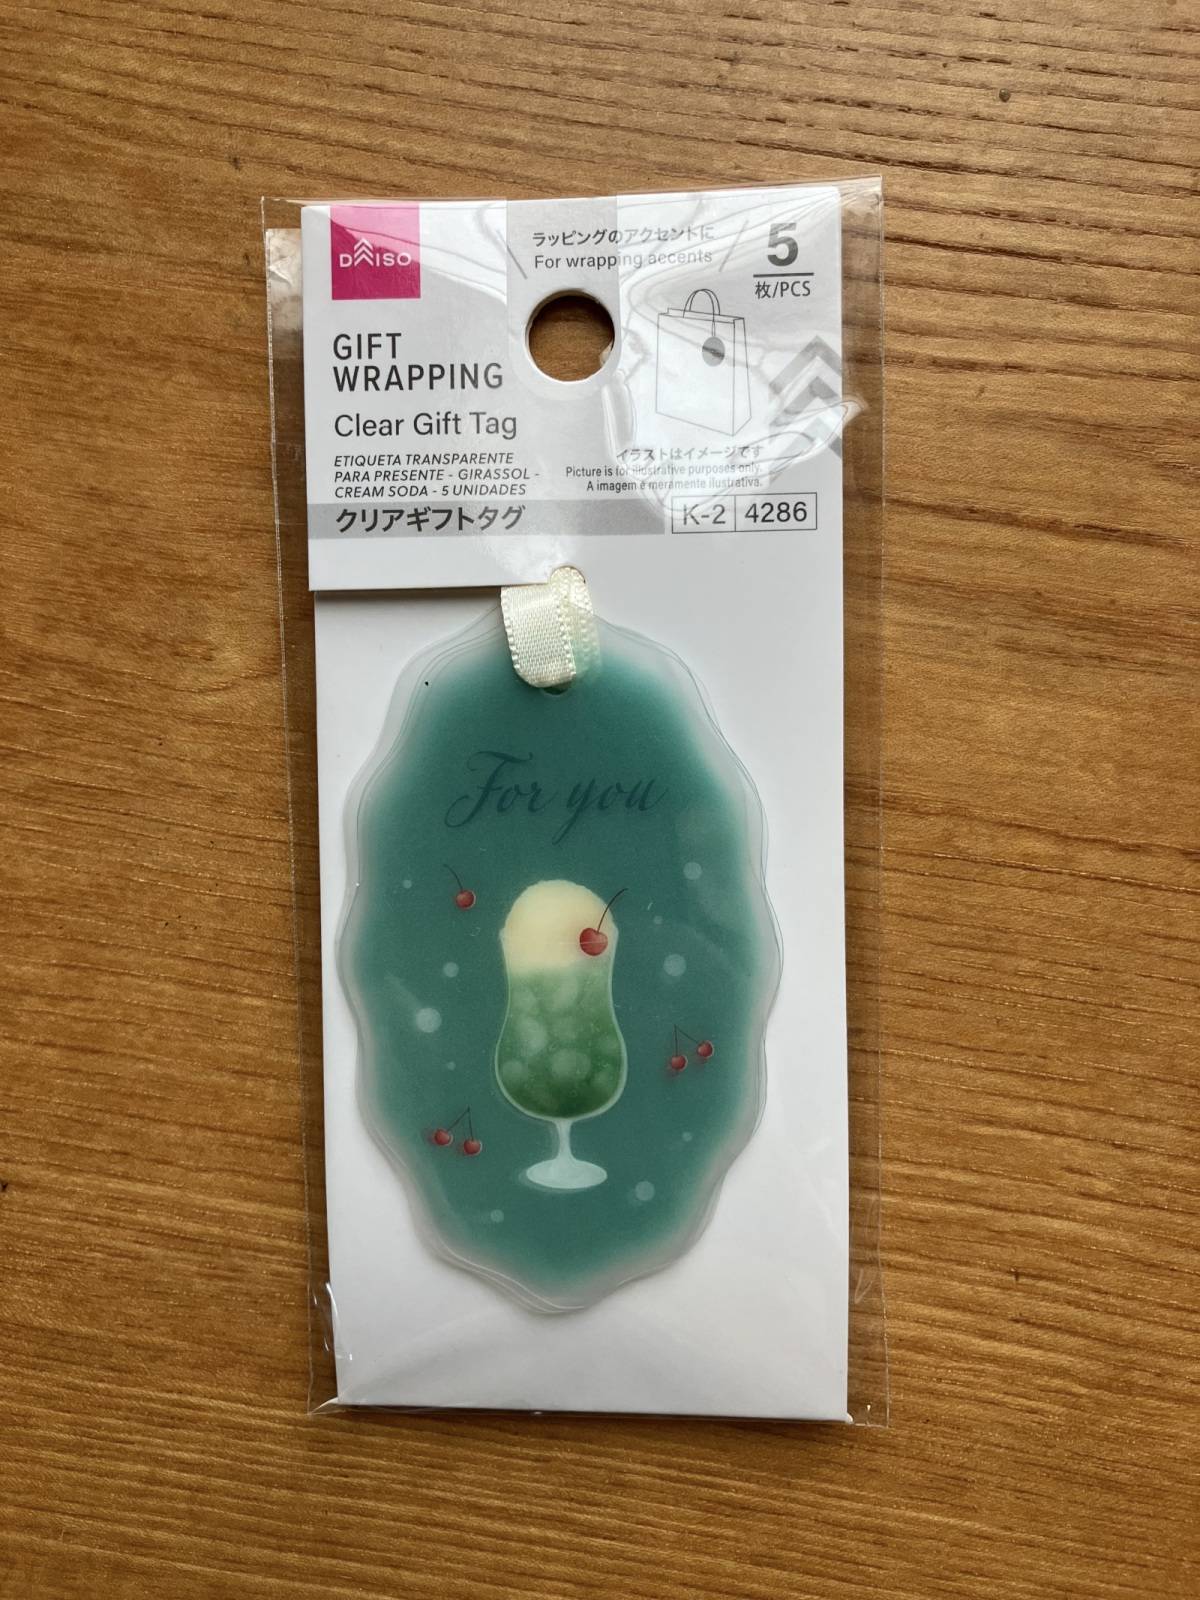 DAISO
ラッピングのアクセントに
For wrapping accents
5
枚/PCS
GIFT
WRAPPING
Clear Gift Tag
ETIQUETA TRANSPARENTE
PARA PRESENTE - GIRASSOL -
CREAM SODA - 5 UNIDADES
クリアギフトタグ
イラストはイメージです
Picture is for illustrative purposes only.
A imagem é meramente ilustrativa.
K-2 4286
For you